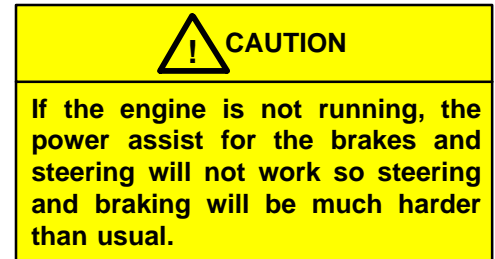 ! CAUTION
If the engine is not running, the
power assist for the brakes and
steering will not work so steering
and braking will be much harder
than usual.